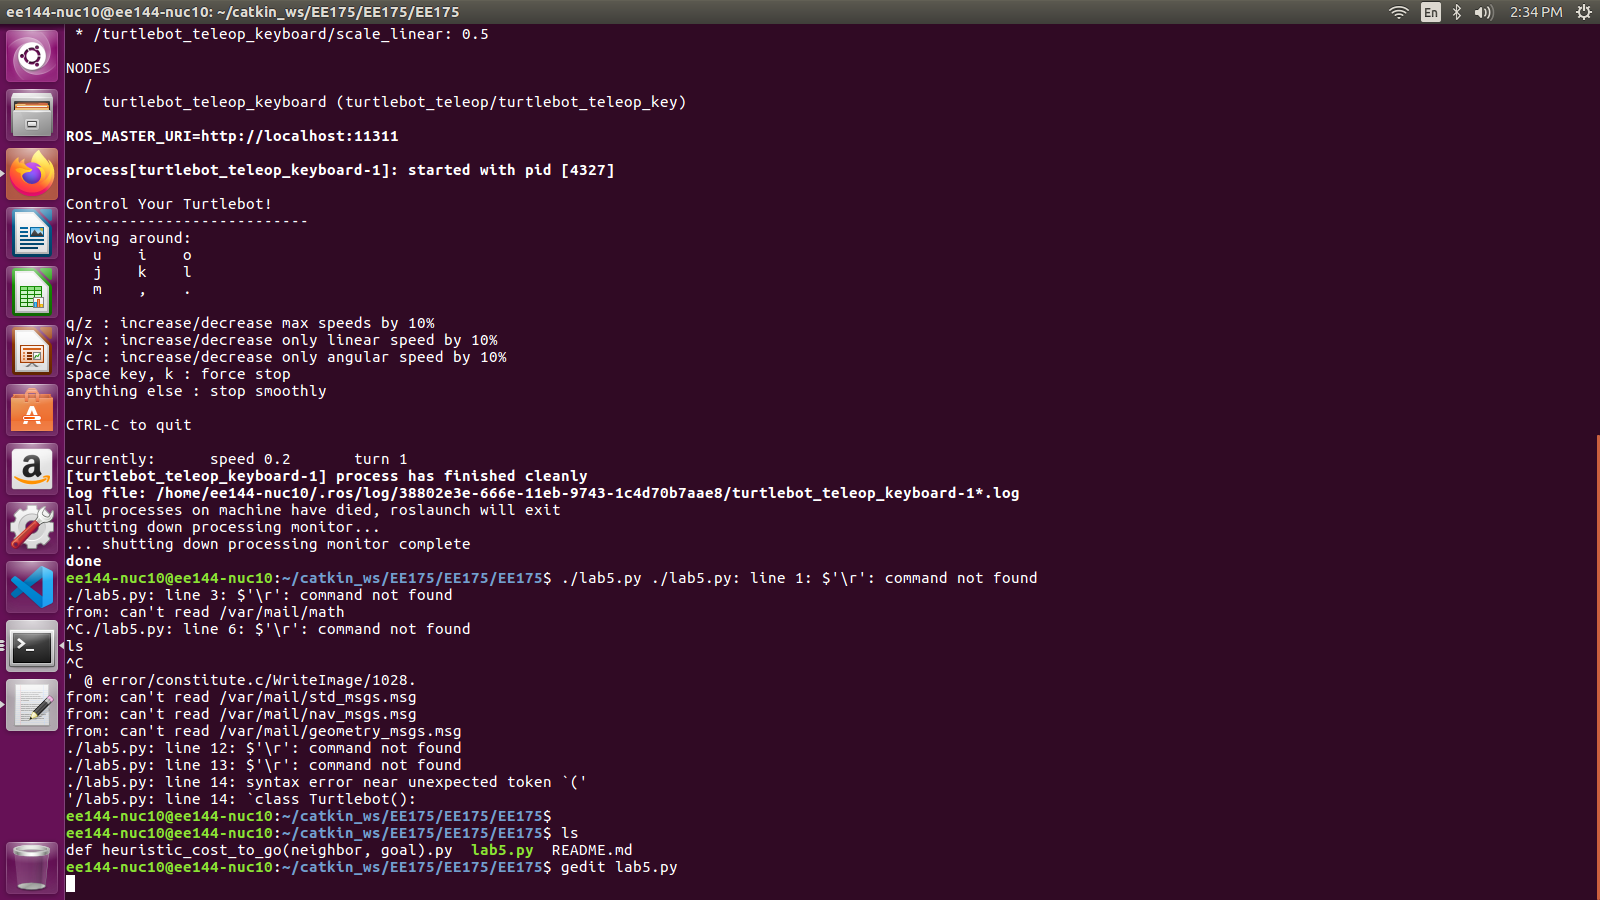 ee144-nuc10@ee144-nuc10: ~/catkin_ws/EE175/EE175/EE175
En
2:34 PM
 * /turtlebot_teleop_keyboard/scale_linear: 0.5
NODES
  /
    turtlebot_teleop_keyboard (turtlebot_teleop/turtlebot_teleop_key)
ROS_MASTER_URI=http://localhost:11311
process[turtlebot_teleop_keyboard-1]: started with pid [4327]
Control Your Turtlebot!
---------------------------
Moving around:
   u    i    o
   j    k    l
   m    ,    .
q/z : increase/decrease max speeds by 10%
w/x : increase/decrease only linear speed by 10%
e/c : increase/decrease only angular speed by 10%
space key, k : force stop
anything else : stop smoothly
CTRL-C to quit
currently:      speed 0.2       turn 1
[turtlebot_teleop_keyboard-1] process has finished cleanly
log file: /home/ee144-nuc10/.ros/log/38802e3e-666e-11eb-9743-1c4d70b7aae8/turtlebot_teleop_keyboard-1*.log
all processes on machine have died, roslaunch will exit
shutting down processing monitor...
... shutting down processing monitor complete
done
ee144-nuc10@ee144-nuc10:~/catkin_ws/EE175/EE175/EE175$ ./lab5.py ./lab5.py: line 1: $'\r': command not found
./lab5.py: line 3: $'\r': command not found
from: can't read /var/mail/math
^C./lab5.py: line 6: $'\r': command not found
ls
^C
' @ error/constitute.c/WriteImage/1028.
from: can't read /var/mail/std_msgs.msg
from: can't read /var/mail/nav_msgs.msg
from: can't read /var/mail/geometry_msgs.msg
./lab5.py: line 12: $'\r': command not found
./lab5.py: line 13: $'\r': command not found
./lab5.py: line 14: syntax error near unexpected token `('
'/lab5.py: line 14: `class Turtlebot():
ee144-nuc10@ee144-nuc10:~/catkin_ws/EE175/EE175/EE175$
ee144-nuc10@ee144-nuc10:~/catkin_ws/EE175/EE175/EE175$ ls
def heuristic_cost_to_go(neighbor, goal).py  lab5.py  README.md
ee144-nuc10@ee144-nuc10:~/catkin_ws/EE175/EE175/EE175$ gedit lab5.py